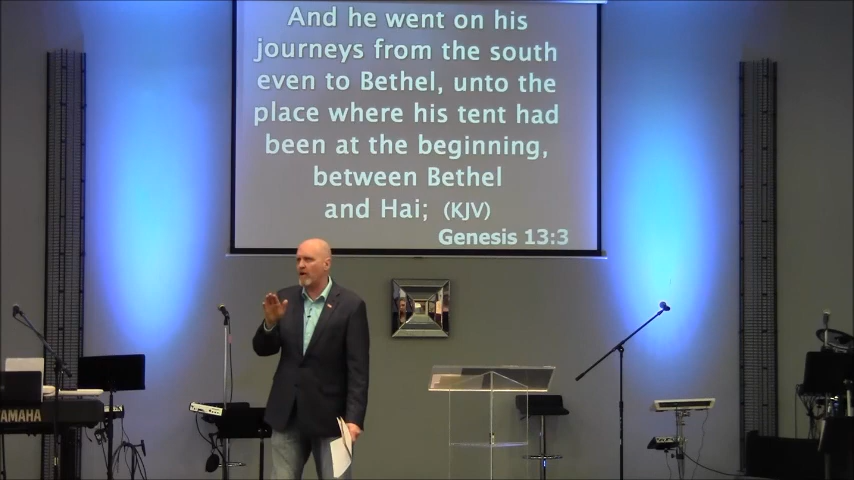 And he went on his
journeys from the south
even to Bethel, unto the
place where his tent had
been at the beginning,
between Bethel
and Hai; (KJV)
Genesis 13:3
YAMAHA